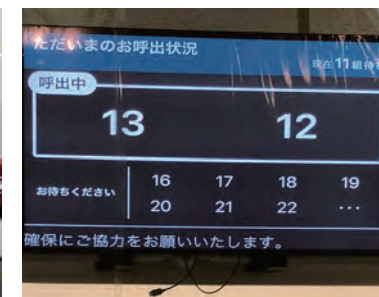 ただいまのお呼出状況
現在11組待
呼出中
13 12
お待ちください
16 17 18 19
20 21 22 ...
確保にご協力をお願いいたします。